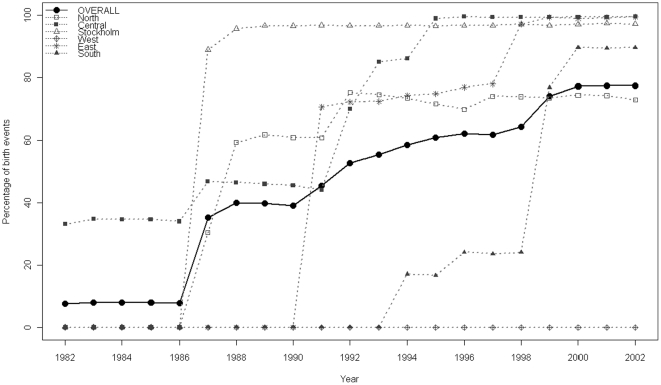 OVERALL
North
Central
Stockholm
West
East
South
Percentage of birth events
100
80
60
40
20
0
1982 1984 1986 1988 1990 1992 1994 1996 1998 2000 2002
Year